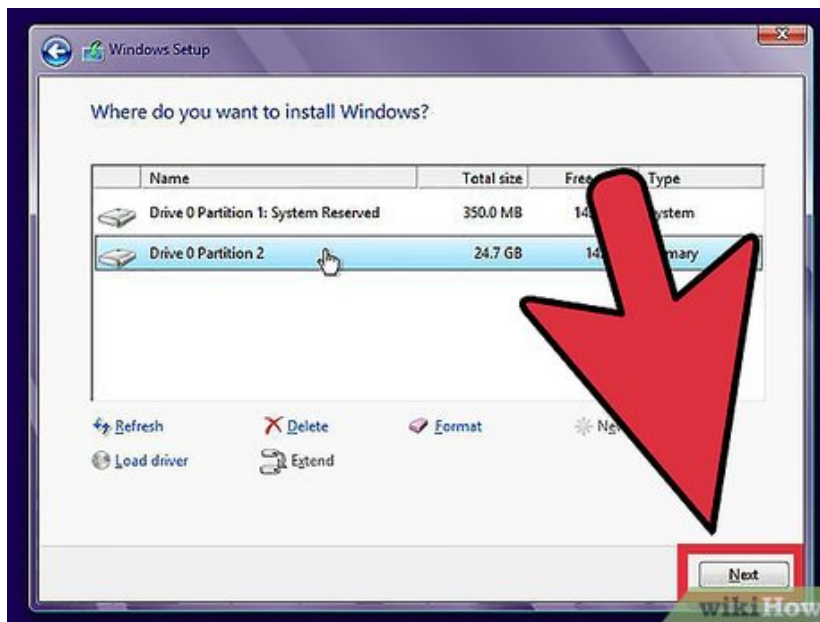 Windows Setup
Where do you want to install Windows?
Name Total size Type
Drive 0 Partition 1: System Reserved 350.0 MB
Drive 0 Partition 2 24.7 GB
Refresh Delete Format
Load driver Extend
Next
wikiHow